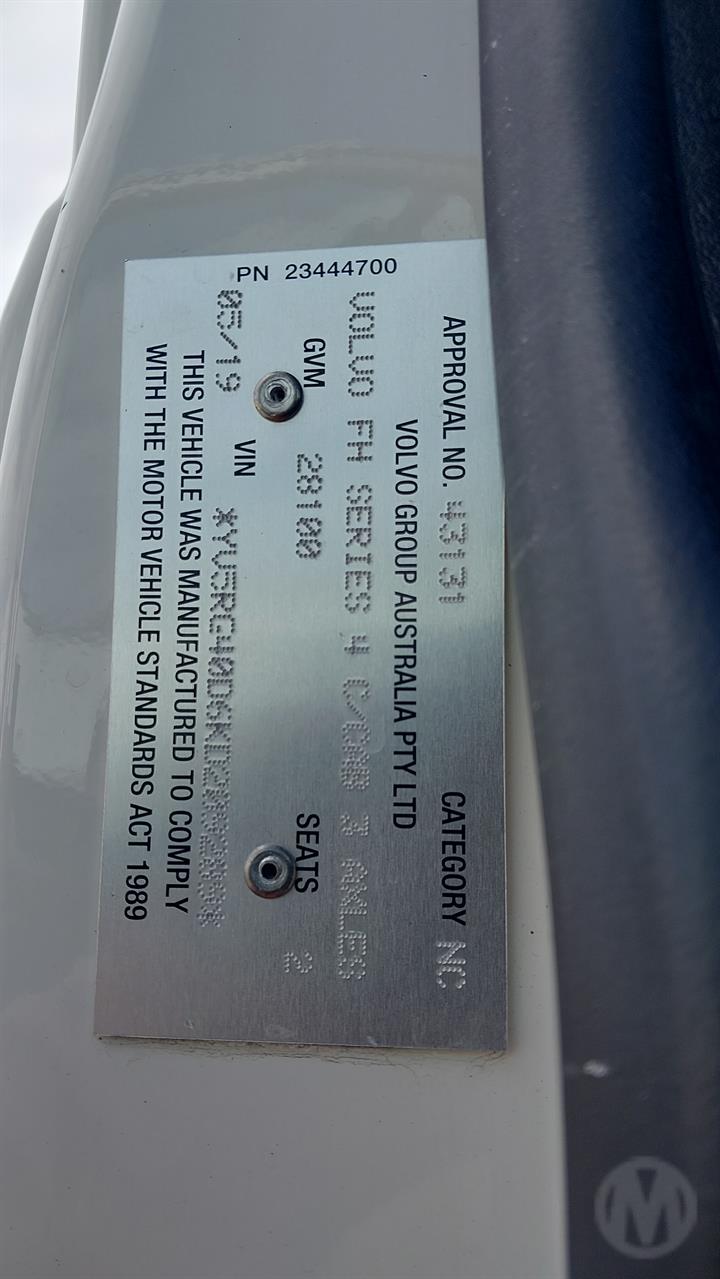 PN 23444700
APPROVAL NO. 43131 CATEGORY NC
VOLVO GROUP AUSTRALIA PTY LTD
VOLVO FH SERIES 4 C/CAB 3 AXLES
GVM 28100 SEATS 2
05/19 VIN
THIS VEHICLE WAS MANUFACTURED TO COMPLY
WITH THE MOTOR VEHICLE STANDARDS ACT 1989
M